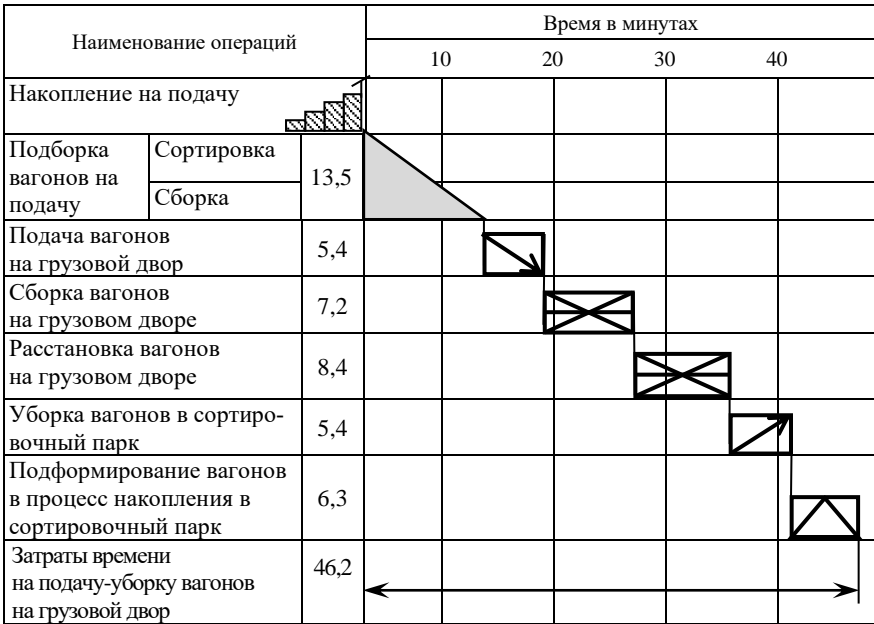 Наименование операций
Время в минутах
10 20 30 40
Накопление на подачу
Подборка
вагонов на
подачу
Сортировка
Сборка
13,5
Подача вагонов
на грузовой двор
5,4
Сборка вагонов
на грузовом дворе
7,2
Расстановка вагонов
на грузовом дворе
8,4
Уборка вагонов в сортиро-
вочный парк
5,4
Подформирование вагонов
в процесс накопления в
сортировочный парк
6,3
Затраты времени
на подачу-уборку вагонов
на грузовой двор
46,2